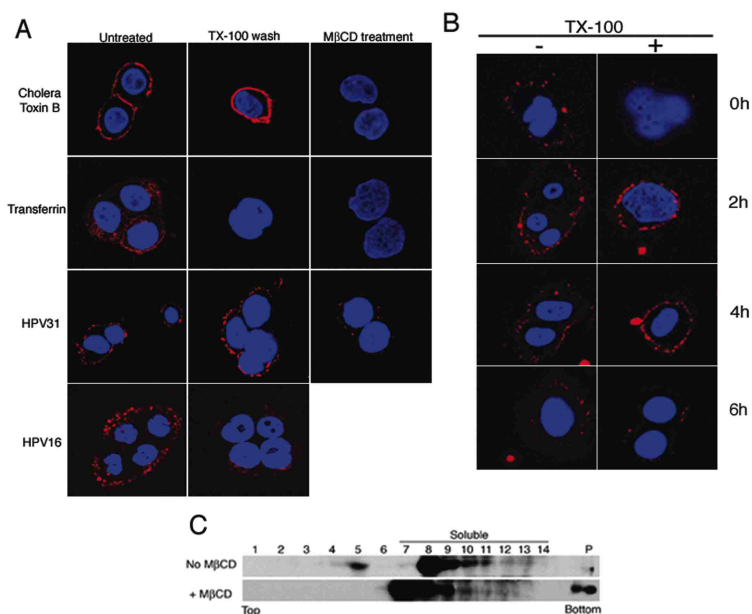 A
Untreated TX-100 wash MβCD treatment
Cholera
Toxin B
Transferrin
HPV31
HPV16
B
TX-100
- +
0h
2h
4h
6h
C
Soluble
1 2 3 4 5 6 7 8 9 10 11 12 13 14 P
No MβCD
+ MβCD
Top Bottom